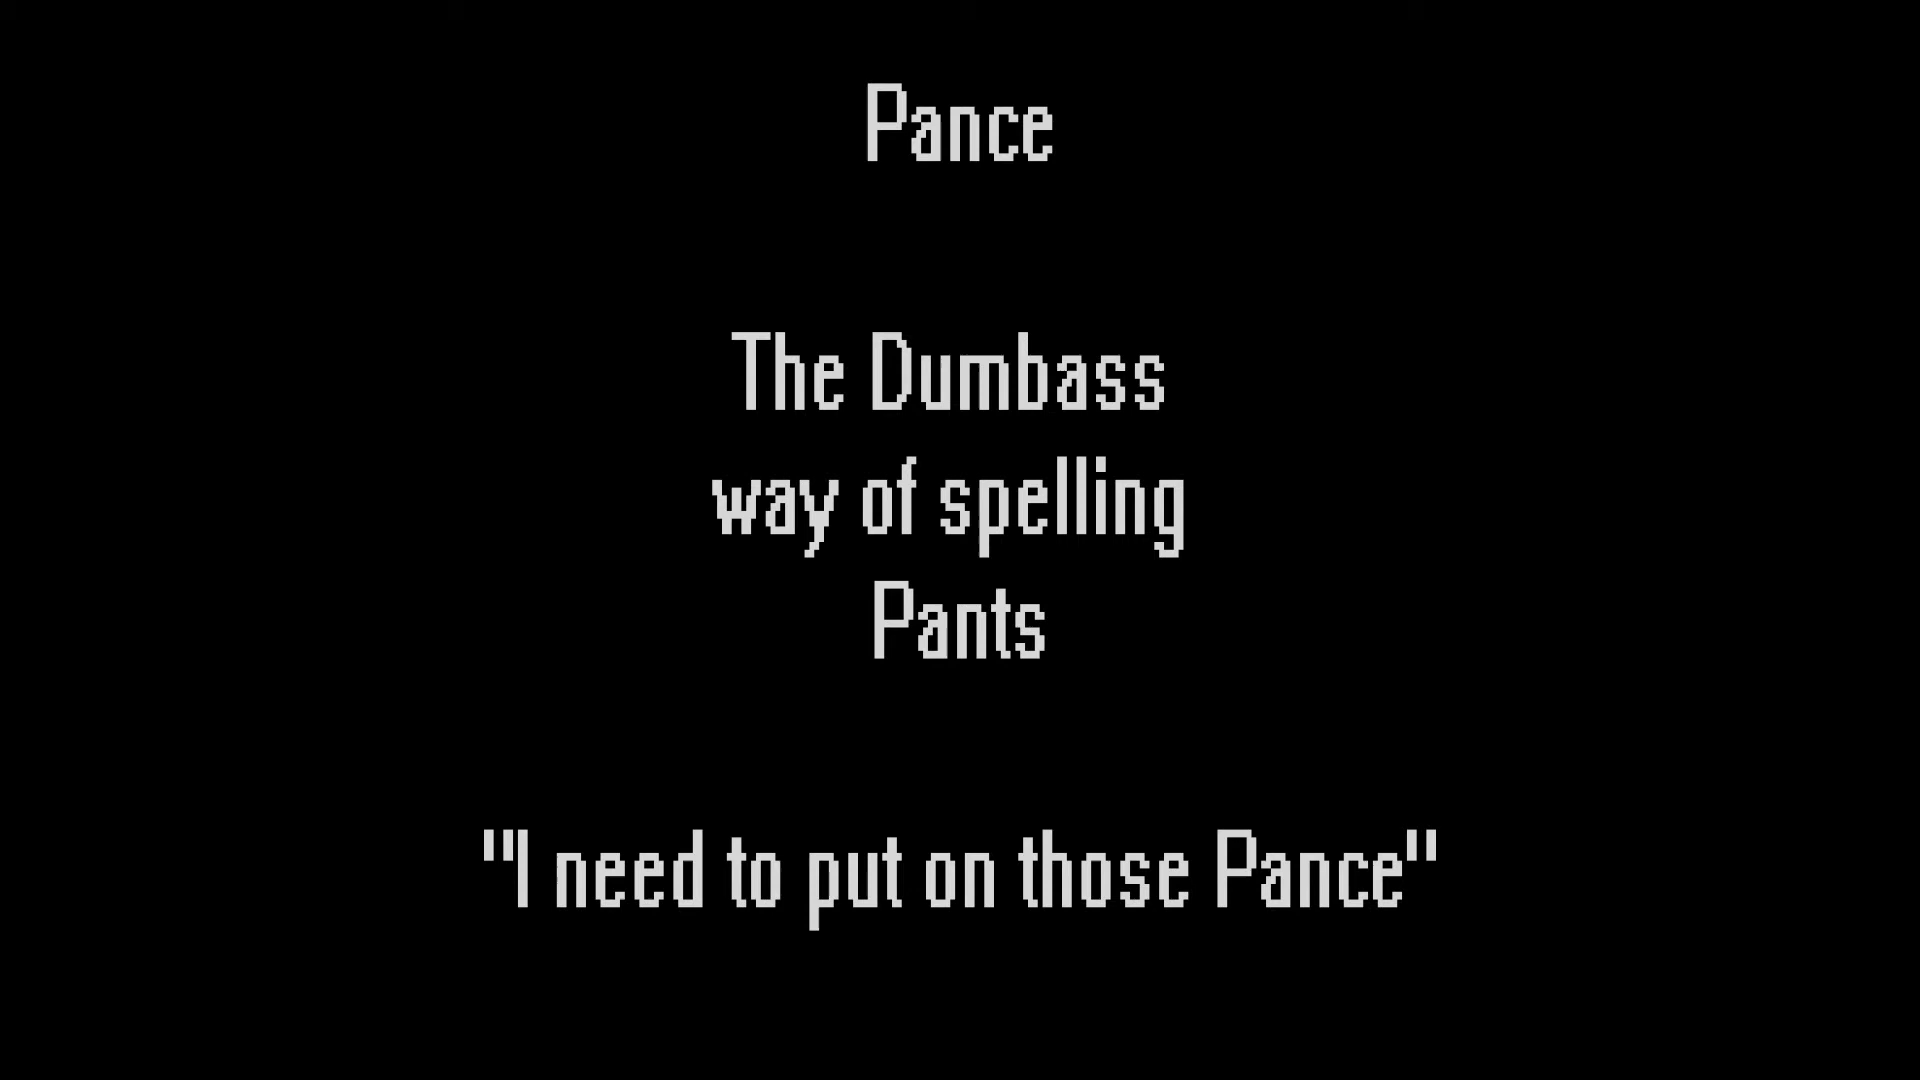 Pance
The Dumbass
way of spelling
Pants
"I need to put on those Pance"